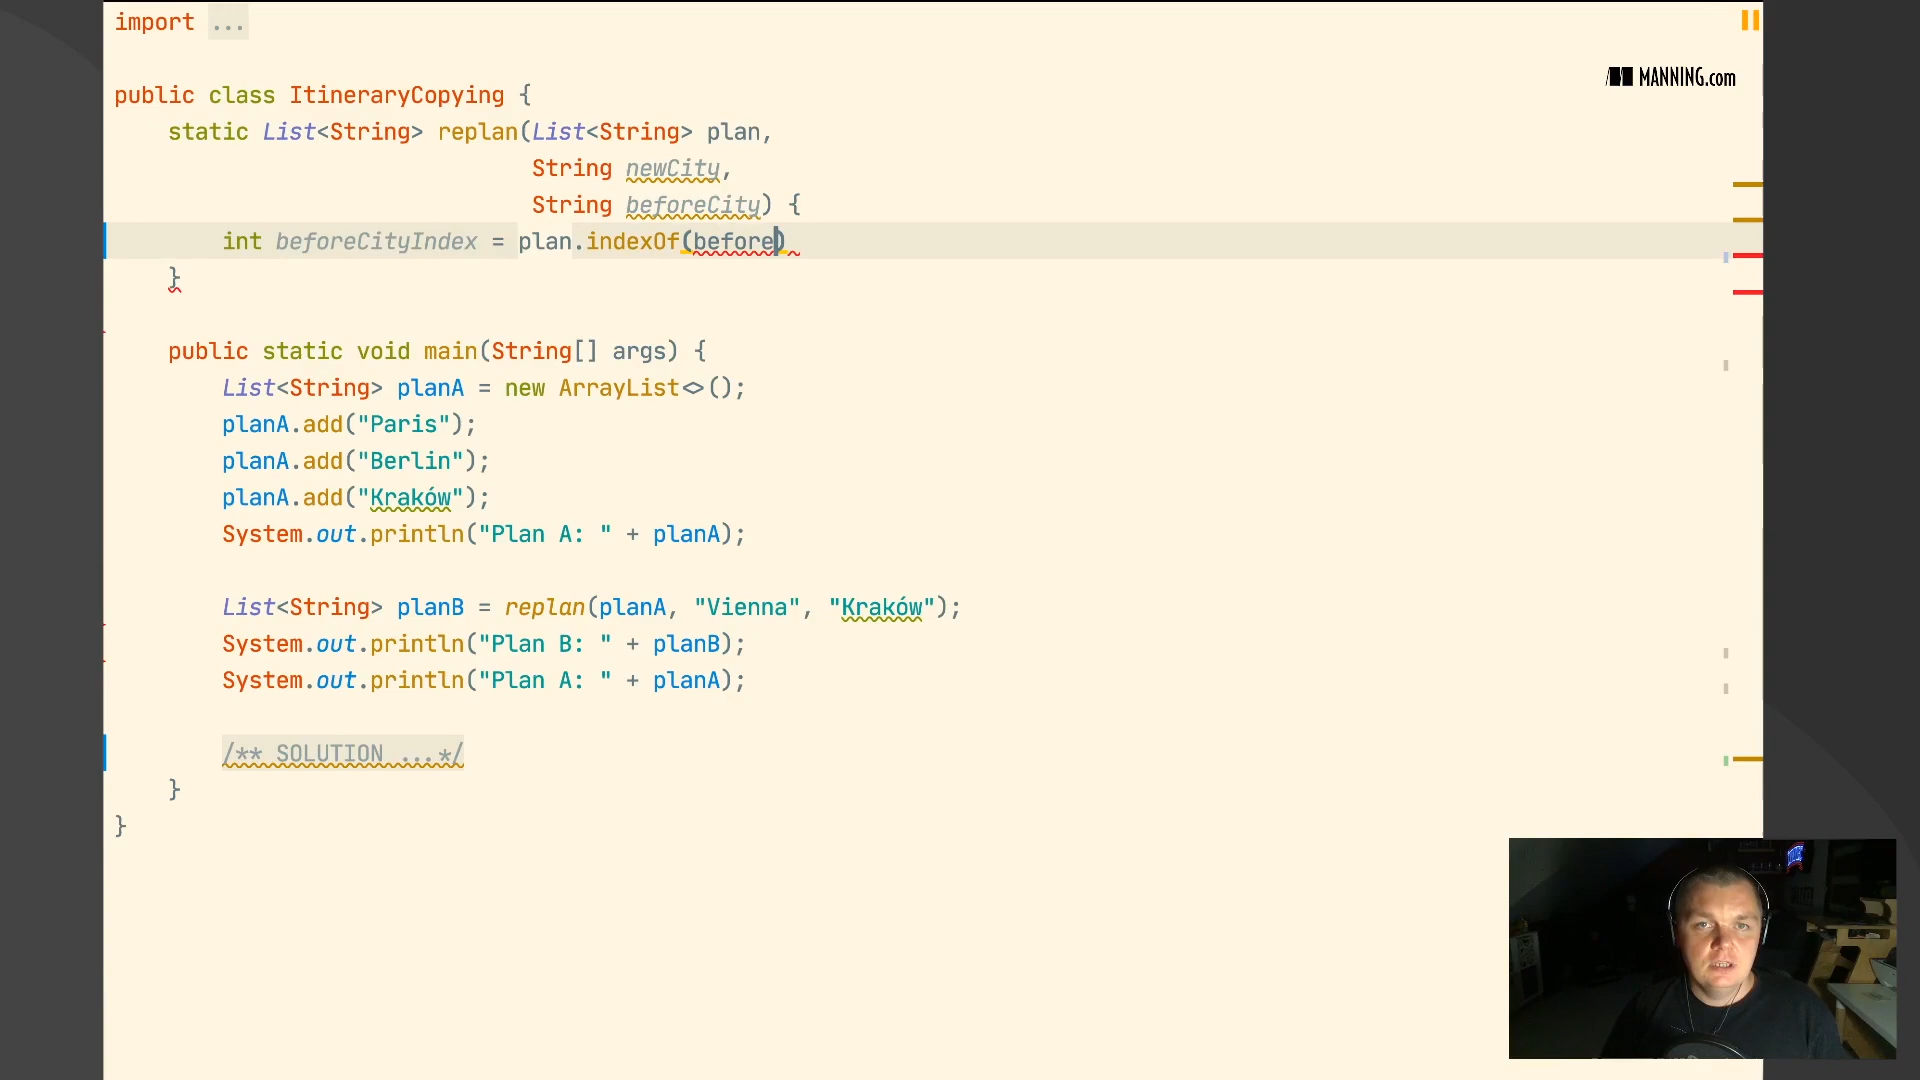 import ...
MANNING.com
public class ItineraryCopying {
static List<String> replan(List<String> plan,
String newCity,
String beforeCity) {
int beforeCityIndex = plan.indexOf(before)
}
public static void main(String[] args) {
List<String> planA = new ArrayList<>();
planA.add("Paris");
planA.add("Berlin");
planA.add("Kraków");
System.out.println("Plan A: " + planA);
List<String> planB = replan(planA, "Vienna", "Kraków");
System.out.println("Plan B: " + planB);
System.out.println("Plan A: " + planA);
/** SOLUTION ...*/
}
}